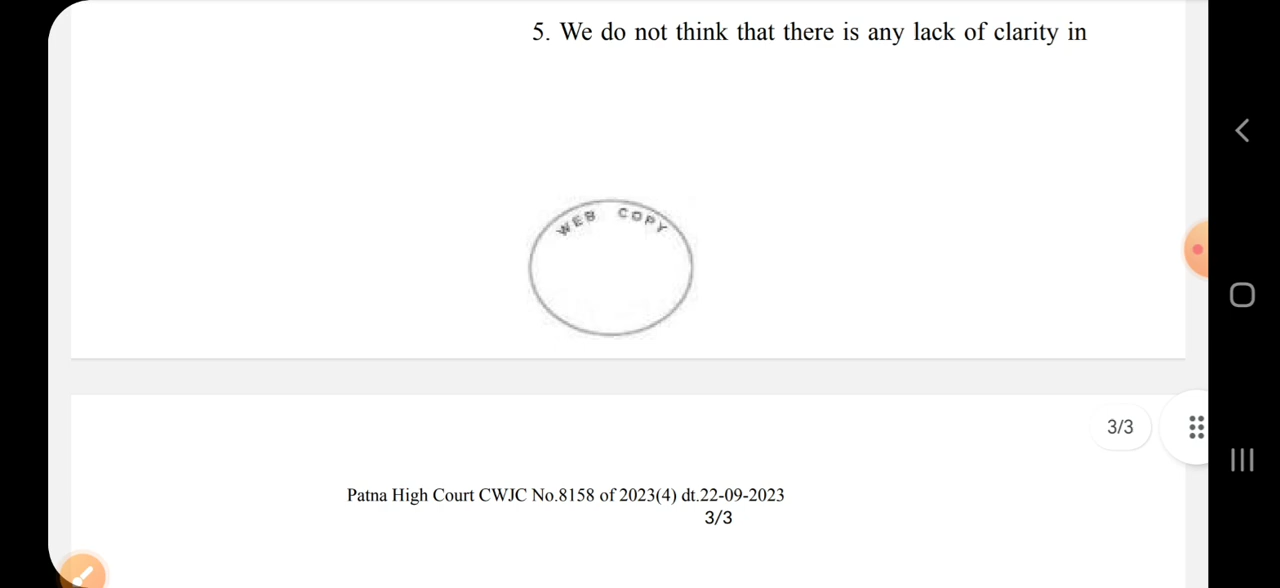 5. We do not think that there is any lack of clarity in
WEB COPY
3/3
Patna High Court CWJC No.8158 of 2023(4) dt.22-09-2023
3/3